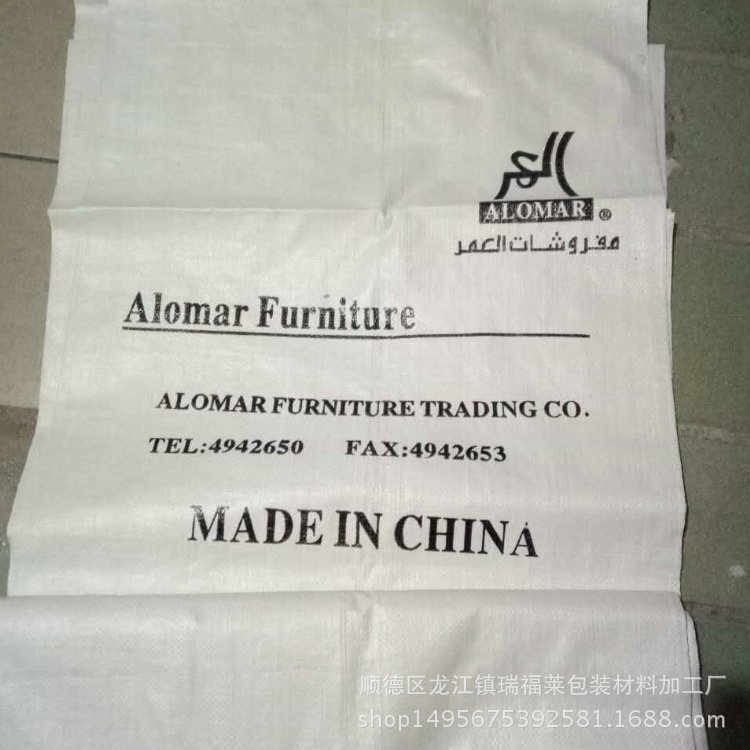 العمر
ALOMAR ®
مفروشات العمر
Alomar Furniture
ALOMAR FURNITURE TRADING CO.
TEL:4942650 FAX:4942653
MADE IN CHINA
顺德区龙江镇瑞福莱包装材料加工厂
shop1495675392581.1688.com